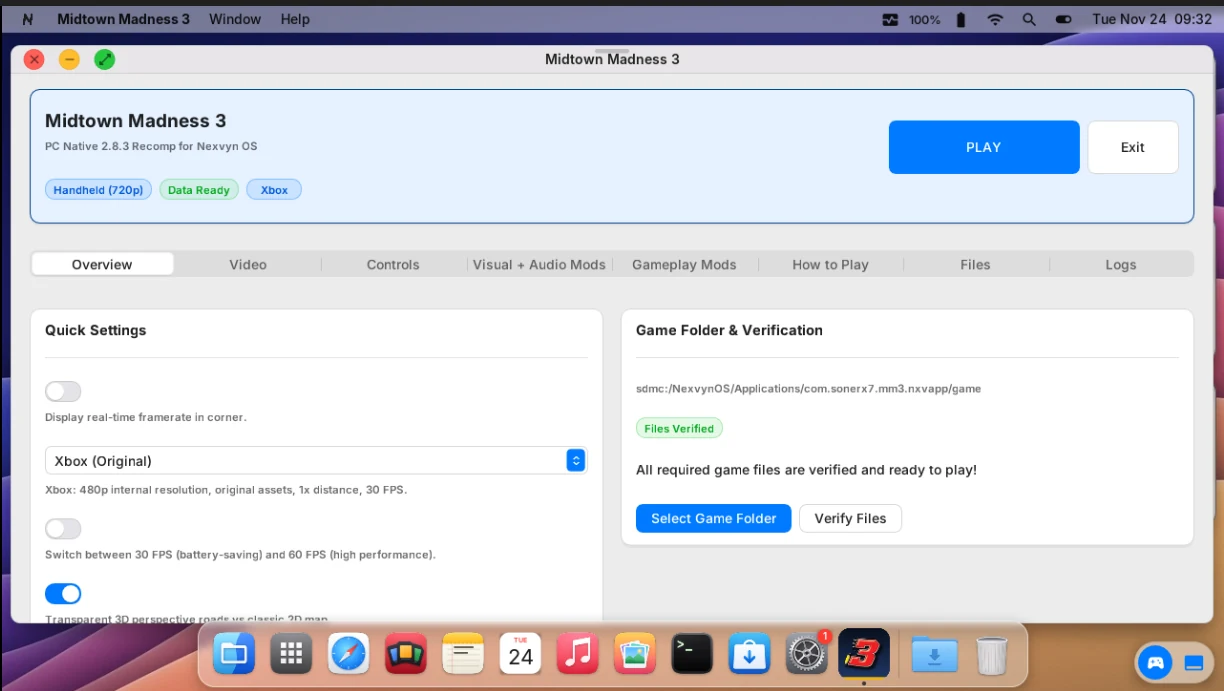 N Midtown Madness 3 Window Help 100% Tue Nov 24 09:32
Midtown Madness 3
Midtown Madness 3
PC Native 2.8.3 Recomp for Nexvyn OS
PLAY
Exit
Handheld (720p) Data Ready Xbox
Overview Video Controls Visual + Audio Mods Gameplay Mods How to Play Files Logs
Quick Settings
Display real-time framerate in corner.
Xbox (Original)
Xbox: 480p internal resolution, original assets, 1x distance, 30 FPS.
Switch between 30 FPS (battery-saving) and 60 FPS (high performance).
Transparent 3D perspective roads vs classic 2D map.
Game Folder & Verification
sdmc:/NexvynOS/Applications/com.sonerx7.mm3.nxvapp/game
Files Verified
All required game files are verified and ready to play!
Select Game Folder Verify Files
TUE
24
>_
1
3